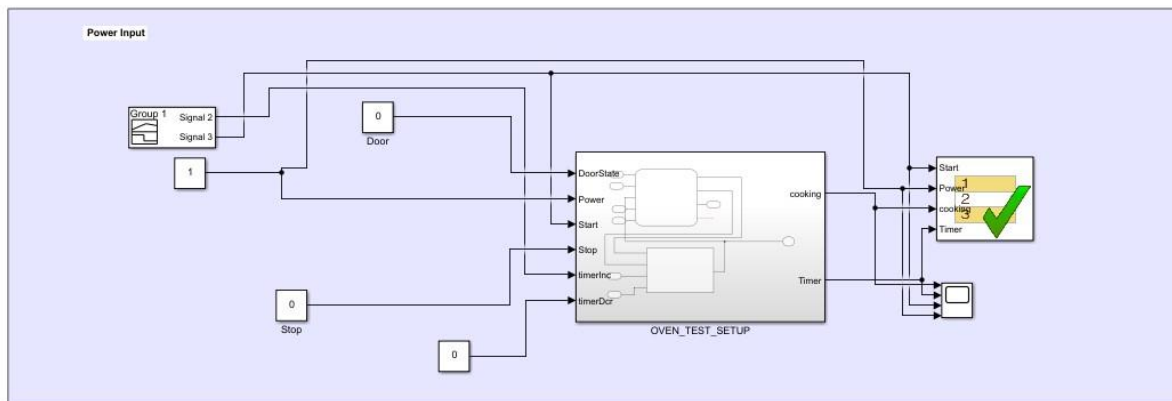 Power Input
Group 1
Signal 2
Signal 3
1
0
Door
0
Stop
0
DoorState
Power
Start
Stop
timerInc
timerDcr
cooking
Timer
OVEN_TEST_SETUP
Start
Power
cooking
Timer
1
2
3